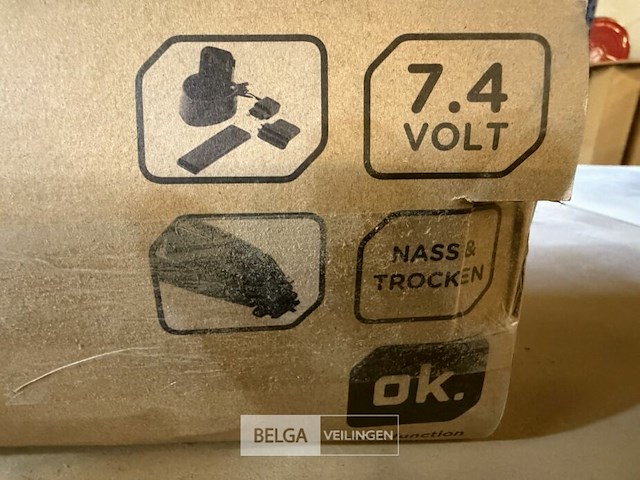 7.4
VOLT
NASS &
TROCKEN
ok.
BELGA VEILINGEN